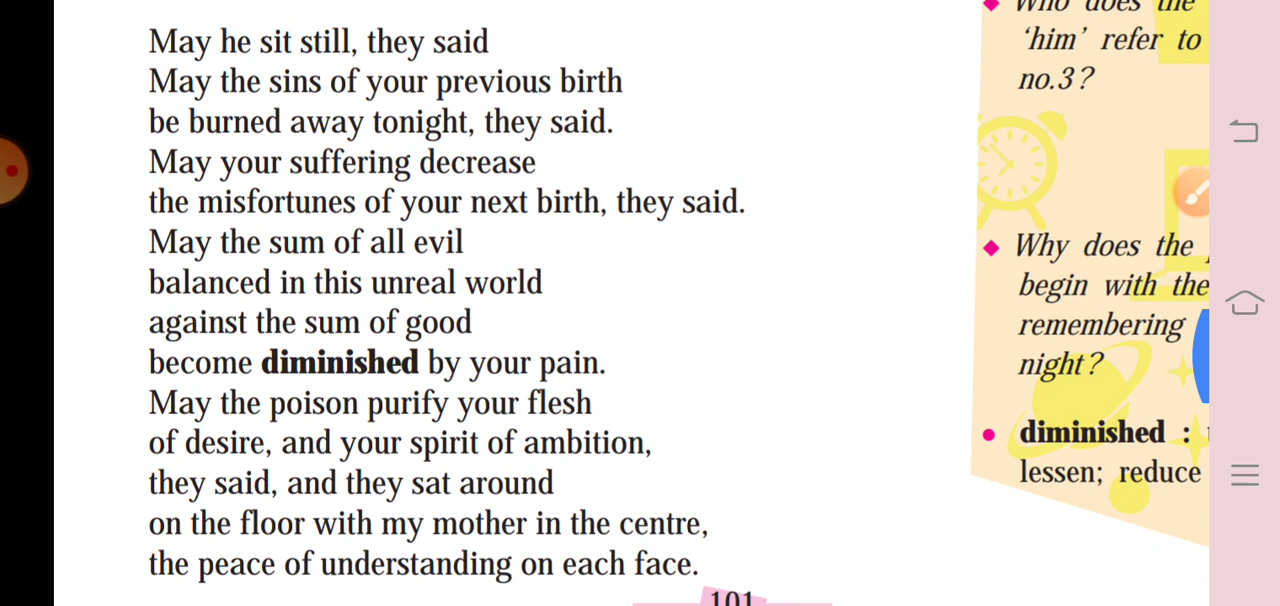 May he sit still, they said
May the sins of your previous birth
be burned away tonight, they said.
May your suffering decrease
the misfortunes of your next birth, they said.
May the sum of all evil
balanced in this unreal world
against the sum of good
become diminished by your pain.
May the poison purify your flesh
of desire, and your spirit of ambition,
they said, and they sat around
on the floor with my mother in the centre,
the peace of understanding on each face.
101
Who does the
‘him’ refer to
no.3?
Why does the
begin with the
remembering
night?
diminished :
lessen; reduce